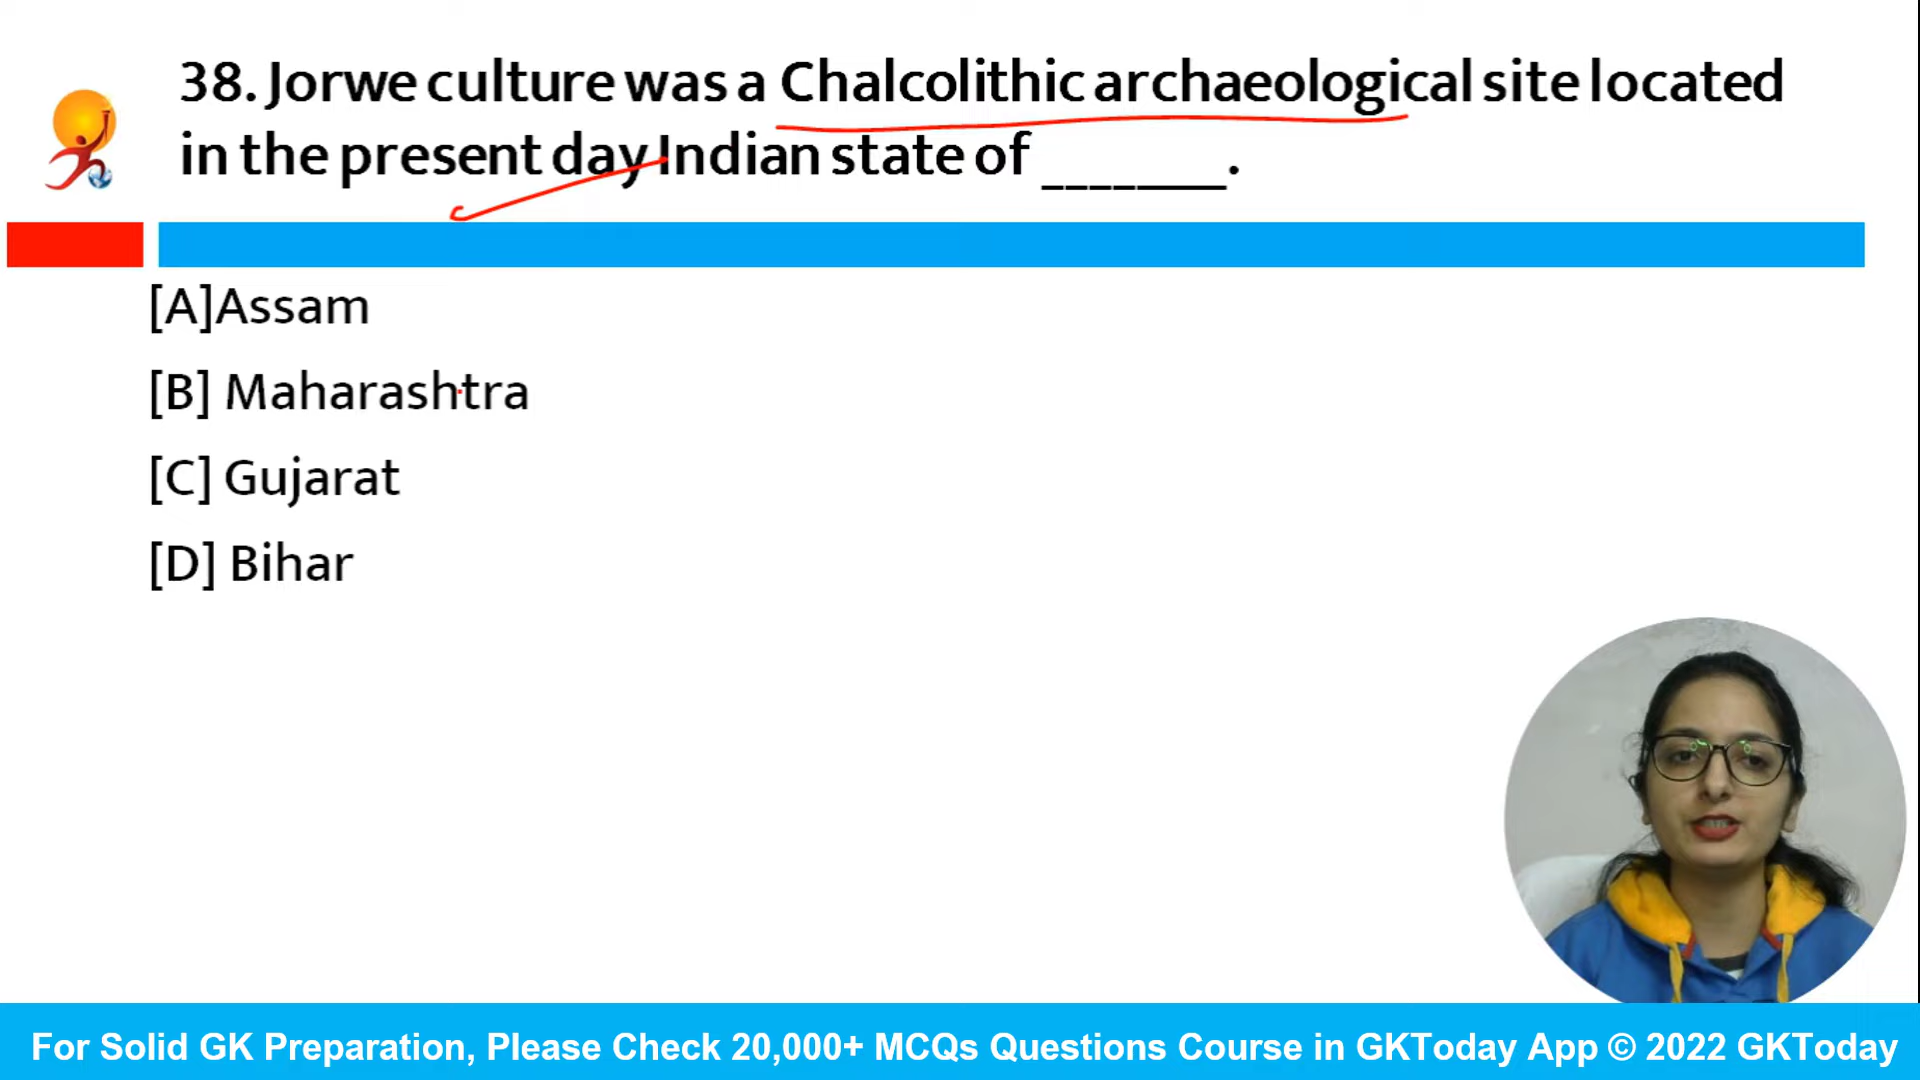 38. Jorwe culture was a Chalcolithic archaeological site located
in the present day Indian state of _______.
[A]Assam
[B] Maharashtra
[C] Gujarat
[D] Bihar
For Solid GK Preparation, Please Check 20,000+ MCQs Questions Course in GKToday App © 2022 GKToday